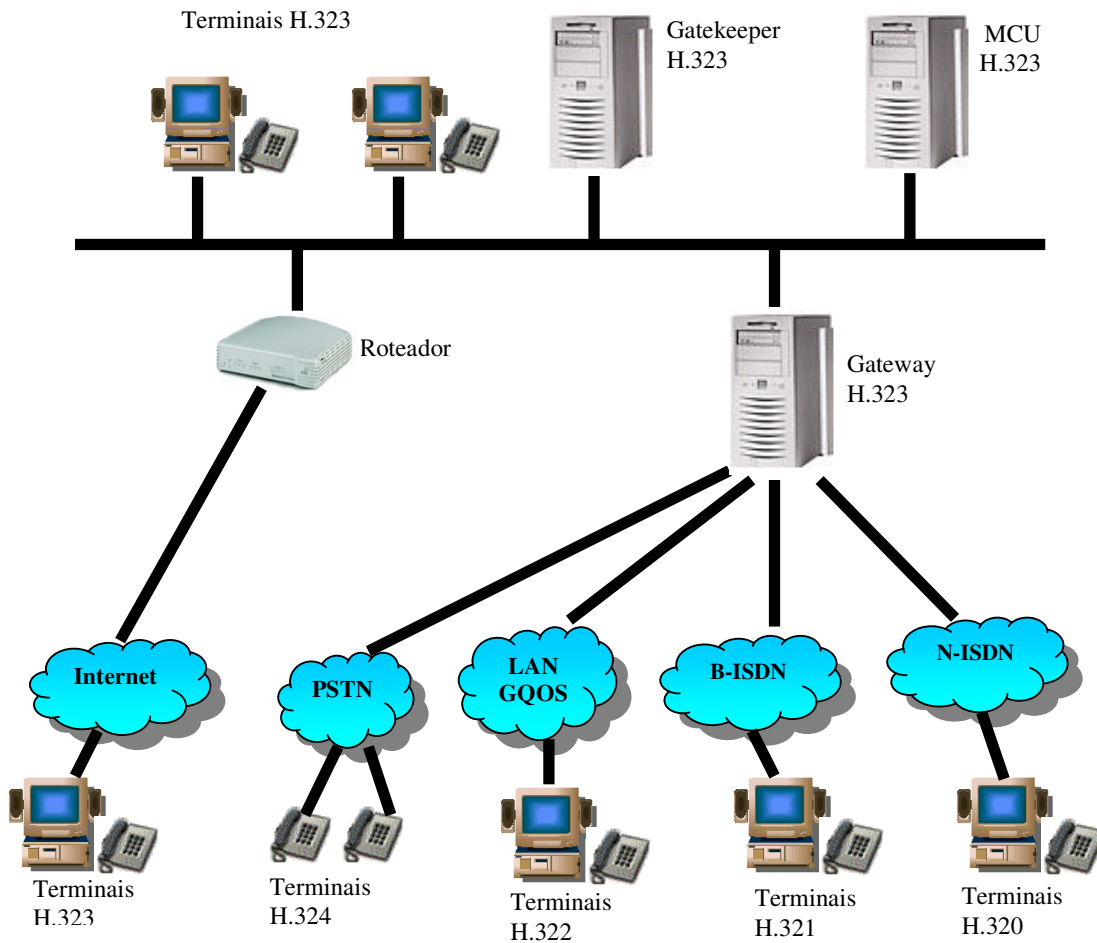 Terminais H.323
Gatekeeper
H.323
MCU
H.323
Roteador
Gateway
H.323
Internet
PSTN
LAN
GQOS
B-ISDN
N-ISDN
Terminais
H.323
Terminais
H.324
Terminais
H.322
Terminais
H.321
Terminais
H.320